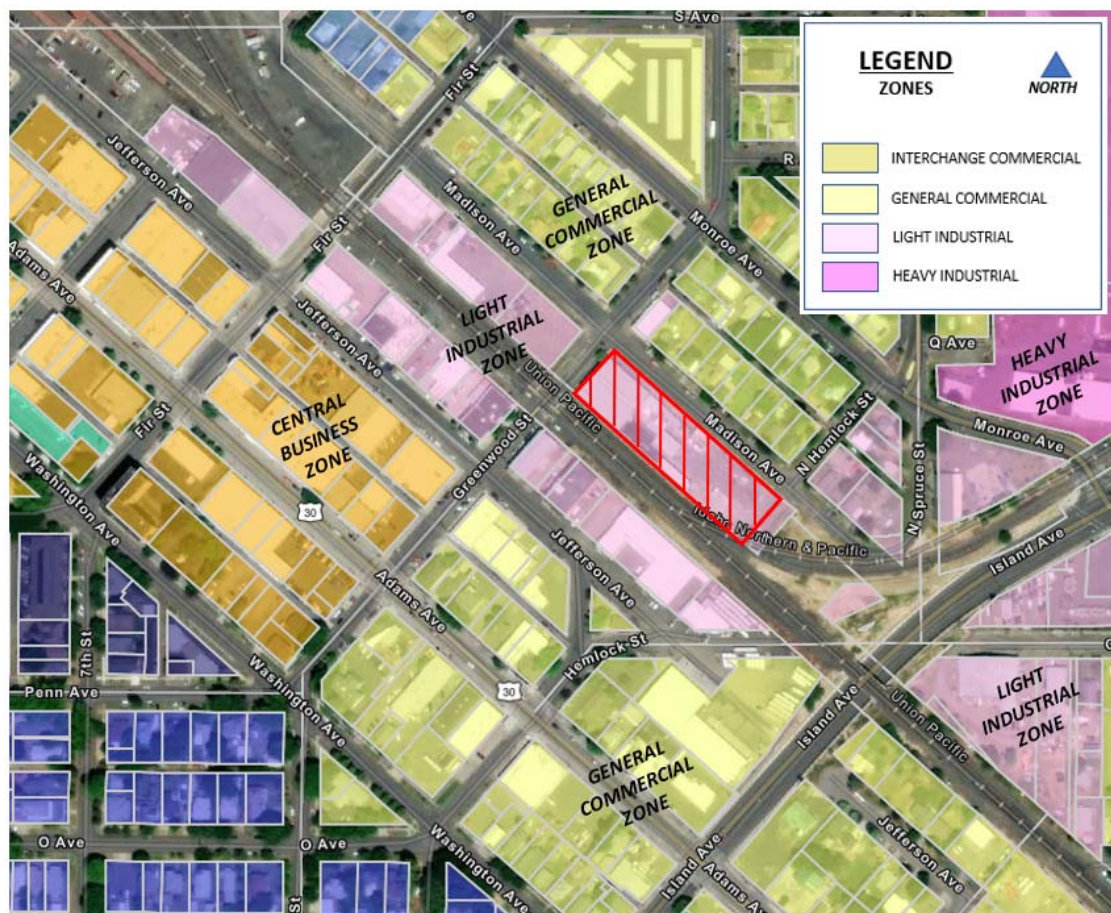 S Ave
LEGEND
ZONES
NORTH
INTERCHANGE COMMERCIAL
GENERAL COMMERCIAL
LIGHT INDUSTRIAL
HEAVY INDUSTRIAL
Fir St
Jefferson Ave
Madison Ave
GENERAL
COMMERCIAL
ZONE
R
Monroe Ave
Adams Ave
Fir St
Jefferson Ave
LIGHT
INDUSTRIAL
ZONE
Union Pacific
Q Ave
HEAVY
INDUSTRIAL
ZONE
Monroe Ave
Fir St
CENTRAL
BUSINESS
ZONE
30
Greenwood St
Madison Ave
N Hemlock St
N Spruce St
Washington Ave
Idaho Northern & Pacific
Island Ave
Jefferson Ave
Adams Ave
Hemlock St
7th St
Penn Ave
Washington Ave
30
Island Ave
Union Pacific
LIGHT
INDUSTRIAL
ZONE
GENERAL
COMMERCIAL
ZONE
O Ave
O Ave
Washington Ave
St
Island Ave
Adams Ave
Jefferson Ave